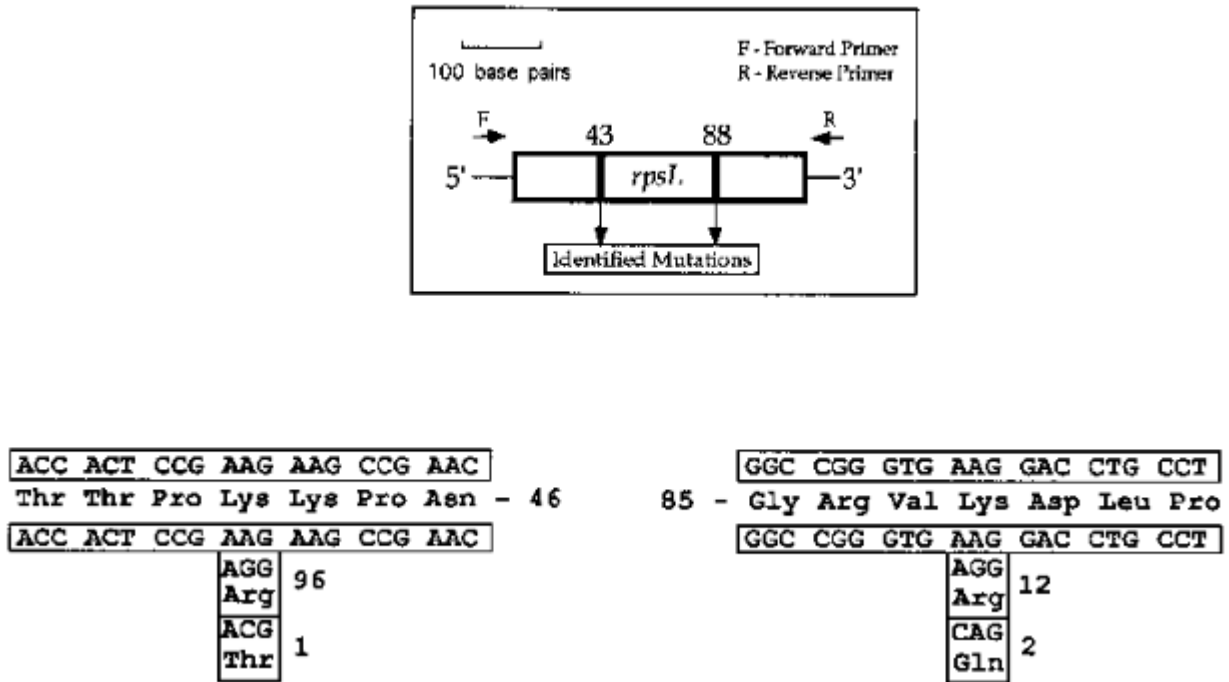 F - Forward Primer
100 base pairs
R - Reverse Primer
F
43
88
R
5'
rpsL
3'
Identified Mutations
ACC ACT CCG AAG AAG CCG AAC
GGC CGG GTG AAG GAC CTG CCT
Thr Thr Pro Lys Lys Pro Asn - 46
85 - Gly Arg Val Lys Asp Leu Pro
ACC ACT CCG AAG AAG CCG AAC
GGC CGG GTG AAG GAC CTG CCT
AGG
Arg
96
AGG
Arg
12
ACG
Thr
1
CAG
Gln
2